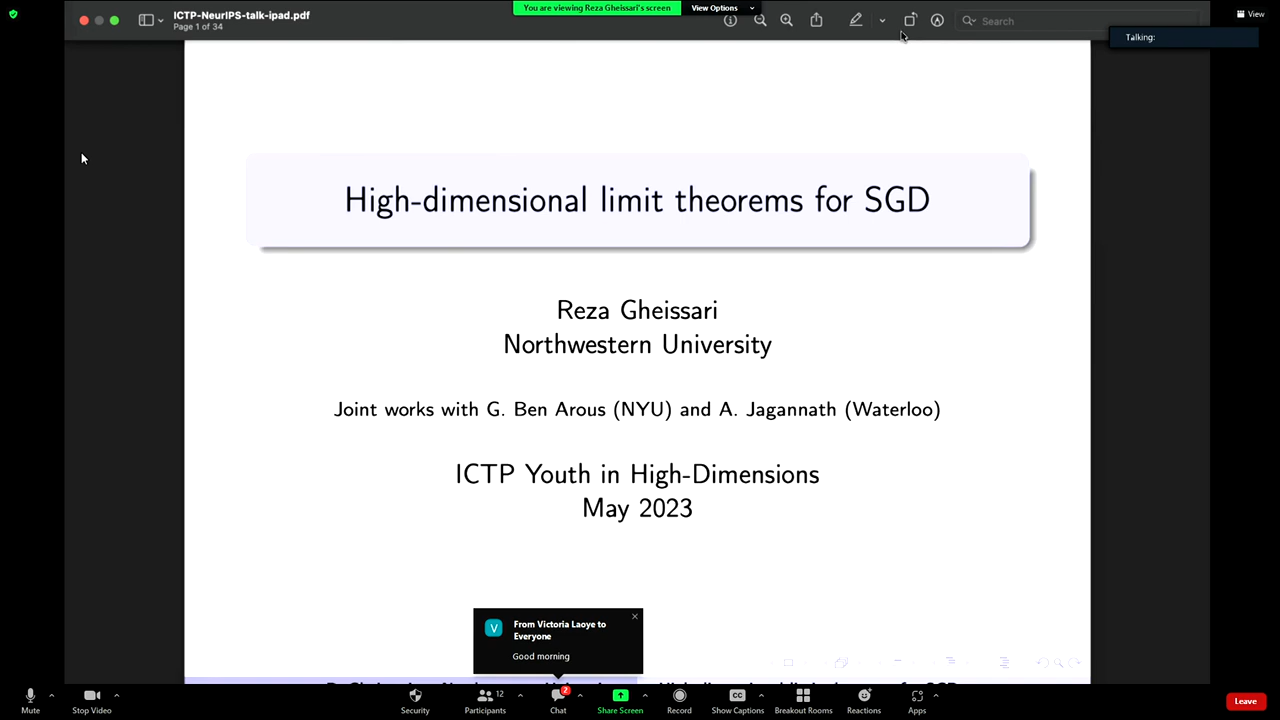 You are viewing Reza Gheissari's screen
View Options
View
ICTP-NeurIPS-talk-ipad.pdf
Page 1 of 34
Search
Talking:
High-dimensional limit theorems for SGD
Reza Gheissari
Northwestern University
Joint works with G. Ben Arous (NYU) and A. Jagannath (Waterloo)
ICTP Youth in High-Dimensions
May 2023
V
From Victoria Laoye to
Everyone
Good morning
Mute
Stop Video
Security
Participants
12
Chat
2
Share Screen
Record
CC
Show Captions
Breakout Rooms
Reactions
Apps
Leave